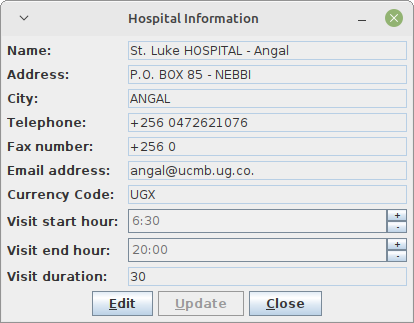 Hospital Information
Name: St. Luke HOSPITAL - Angal
Address: P.O. BOX 85 - NEBBI
City: ANGAL
Telephone: +256 0472621076
Fax number: +256 0
Email address: angal@ucmb.ug.co.
Currency Code: UGX
Visit start hour: 6:30 + -
Visit end hour: 20:00 + -
Visit duration: 30
Edit Update Close